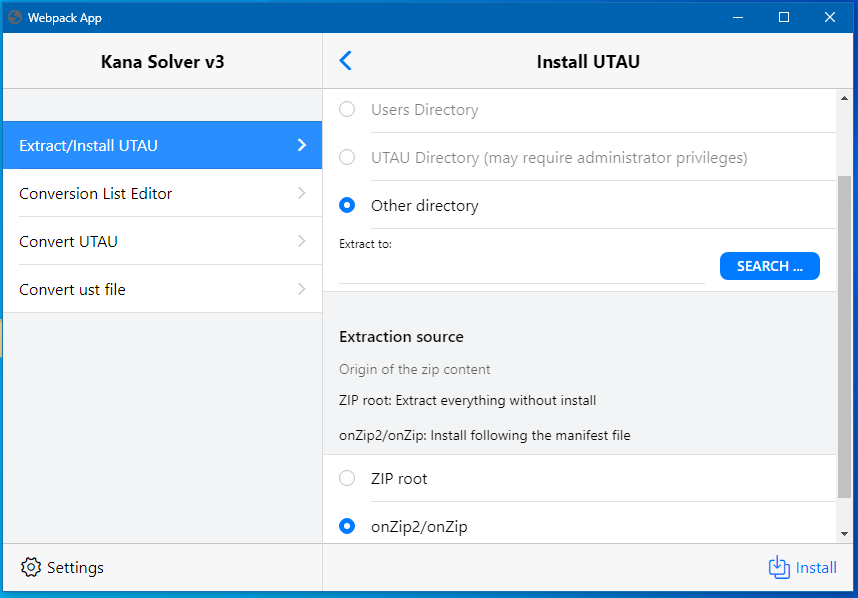 Webpack App
Kana Solver v3
Install UTAU
Extract/Install UTAU
Conversion List Editor
Convert UTAU
Convert ust file
Users Directory
UTAU Directory (may require administrator privileges)
Other directory
Extract to:
SEARCH ...
Extraction source
Origin of the zip content
ZIP root: Extract everything without install
onZip2/onZip: Install following the manifest file
ZIP root
onZip2/onZip
Settings
Install